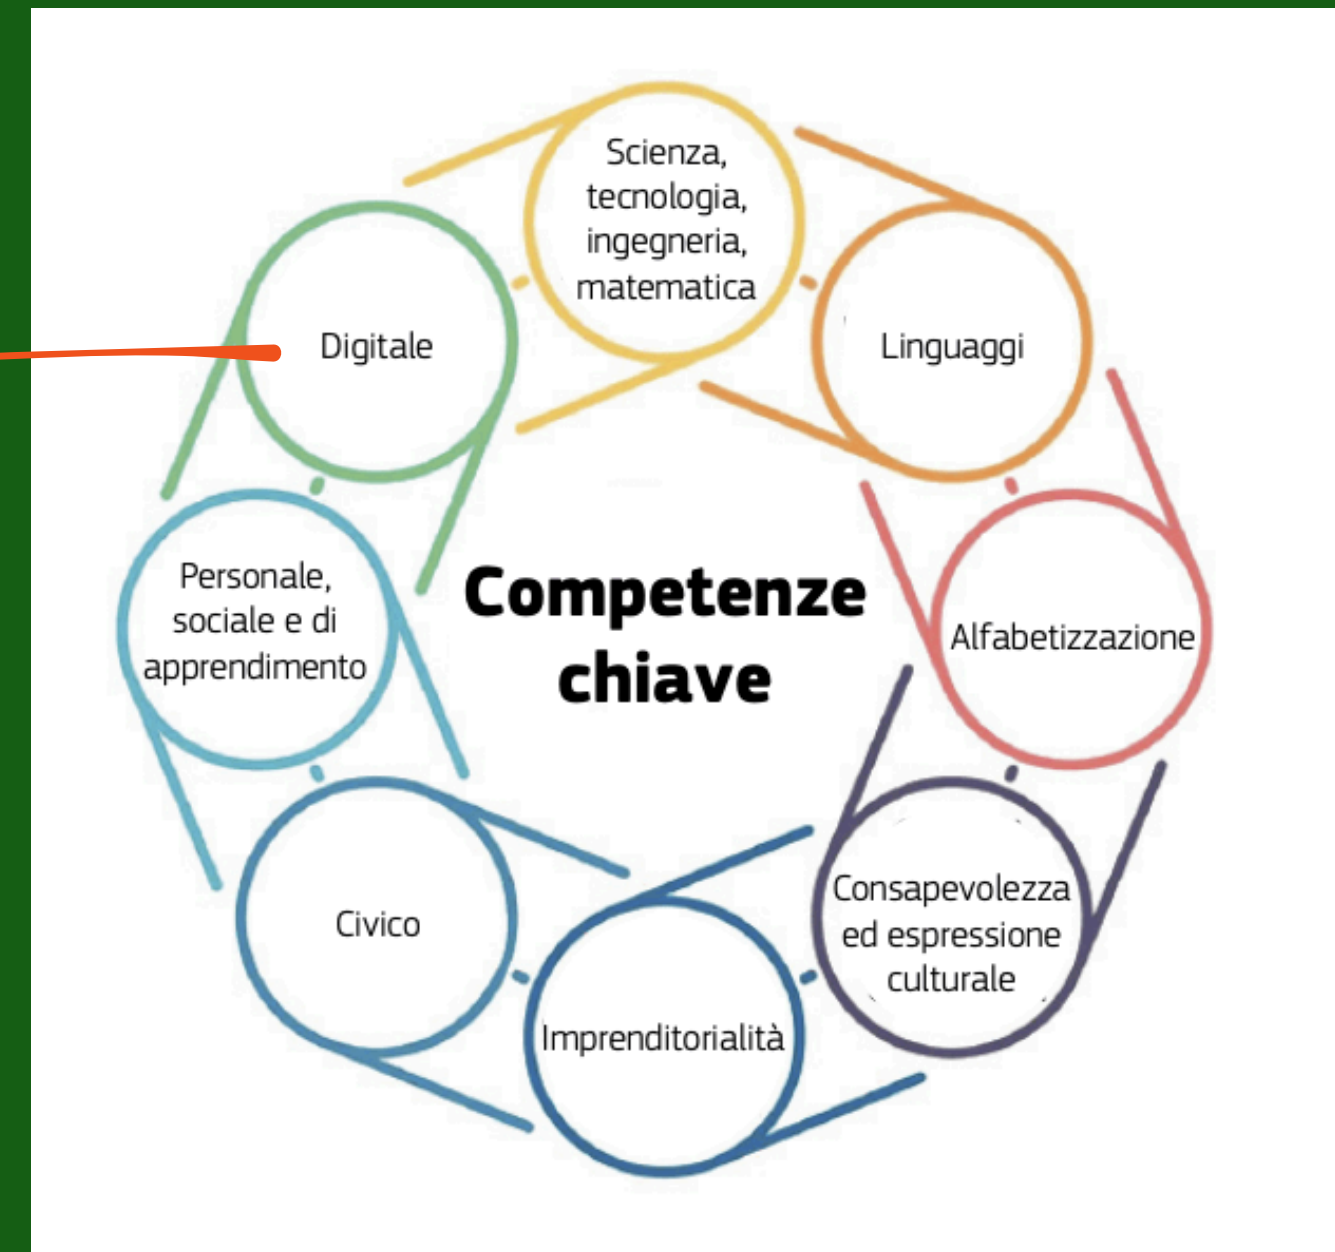 Scienza,
tecnologia,
ingegneria,
matematica
Digitale
Linguaggi
Competenze
chiave
Personale,
sociale e di
apprendimento
Alfabetizzazione
Civico
Consapevolezza
ed espressione
culturale
Imprenditorialità